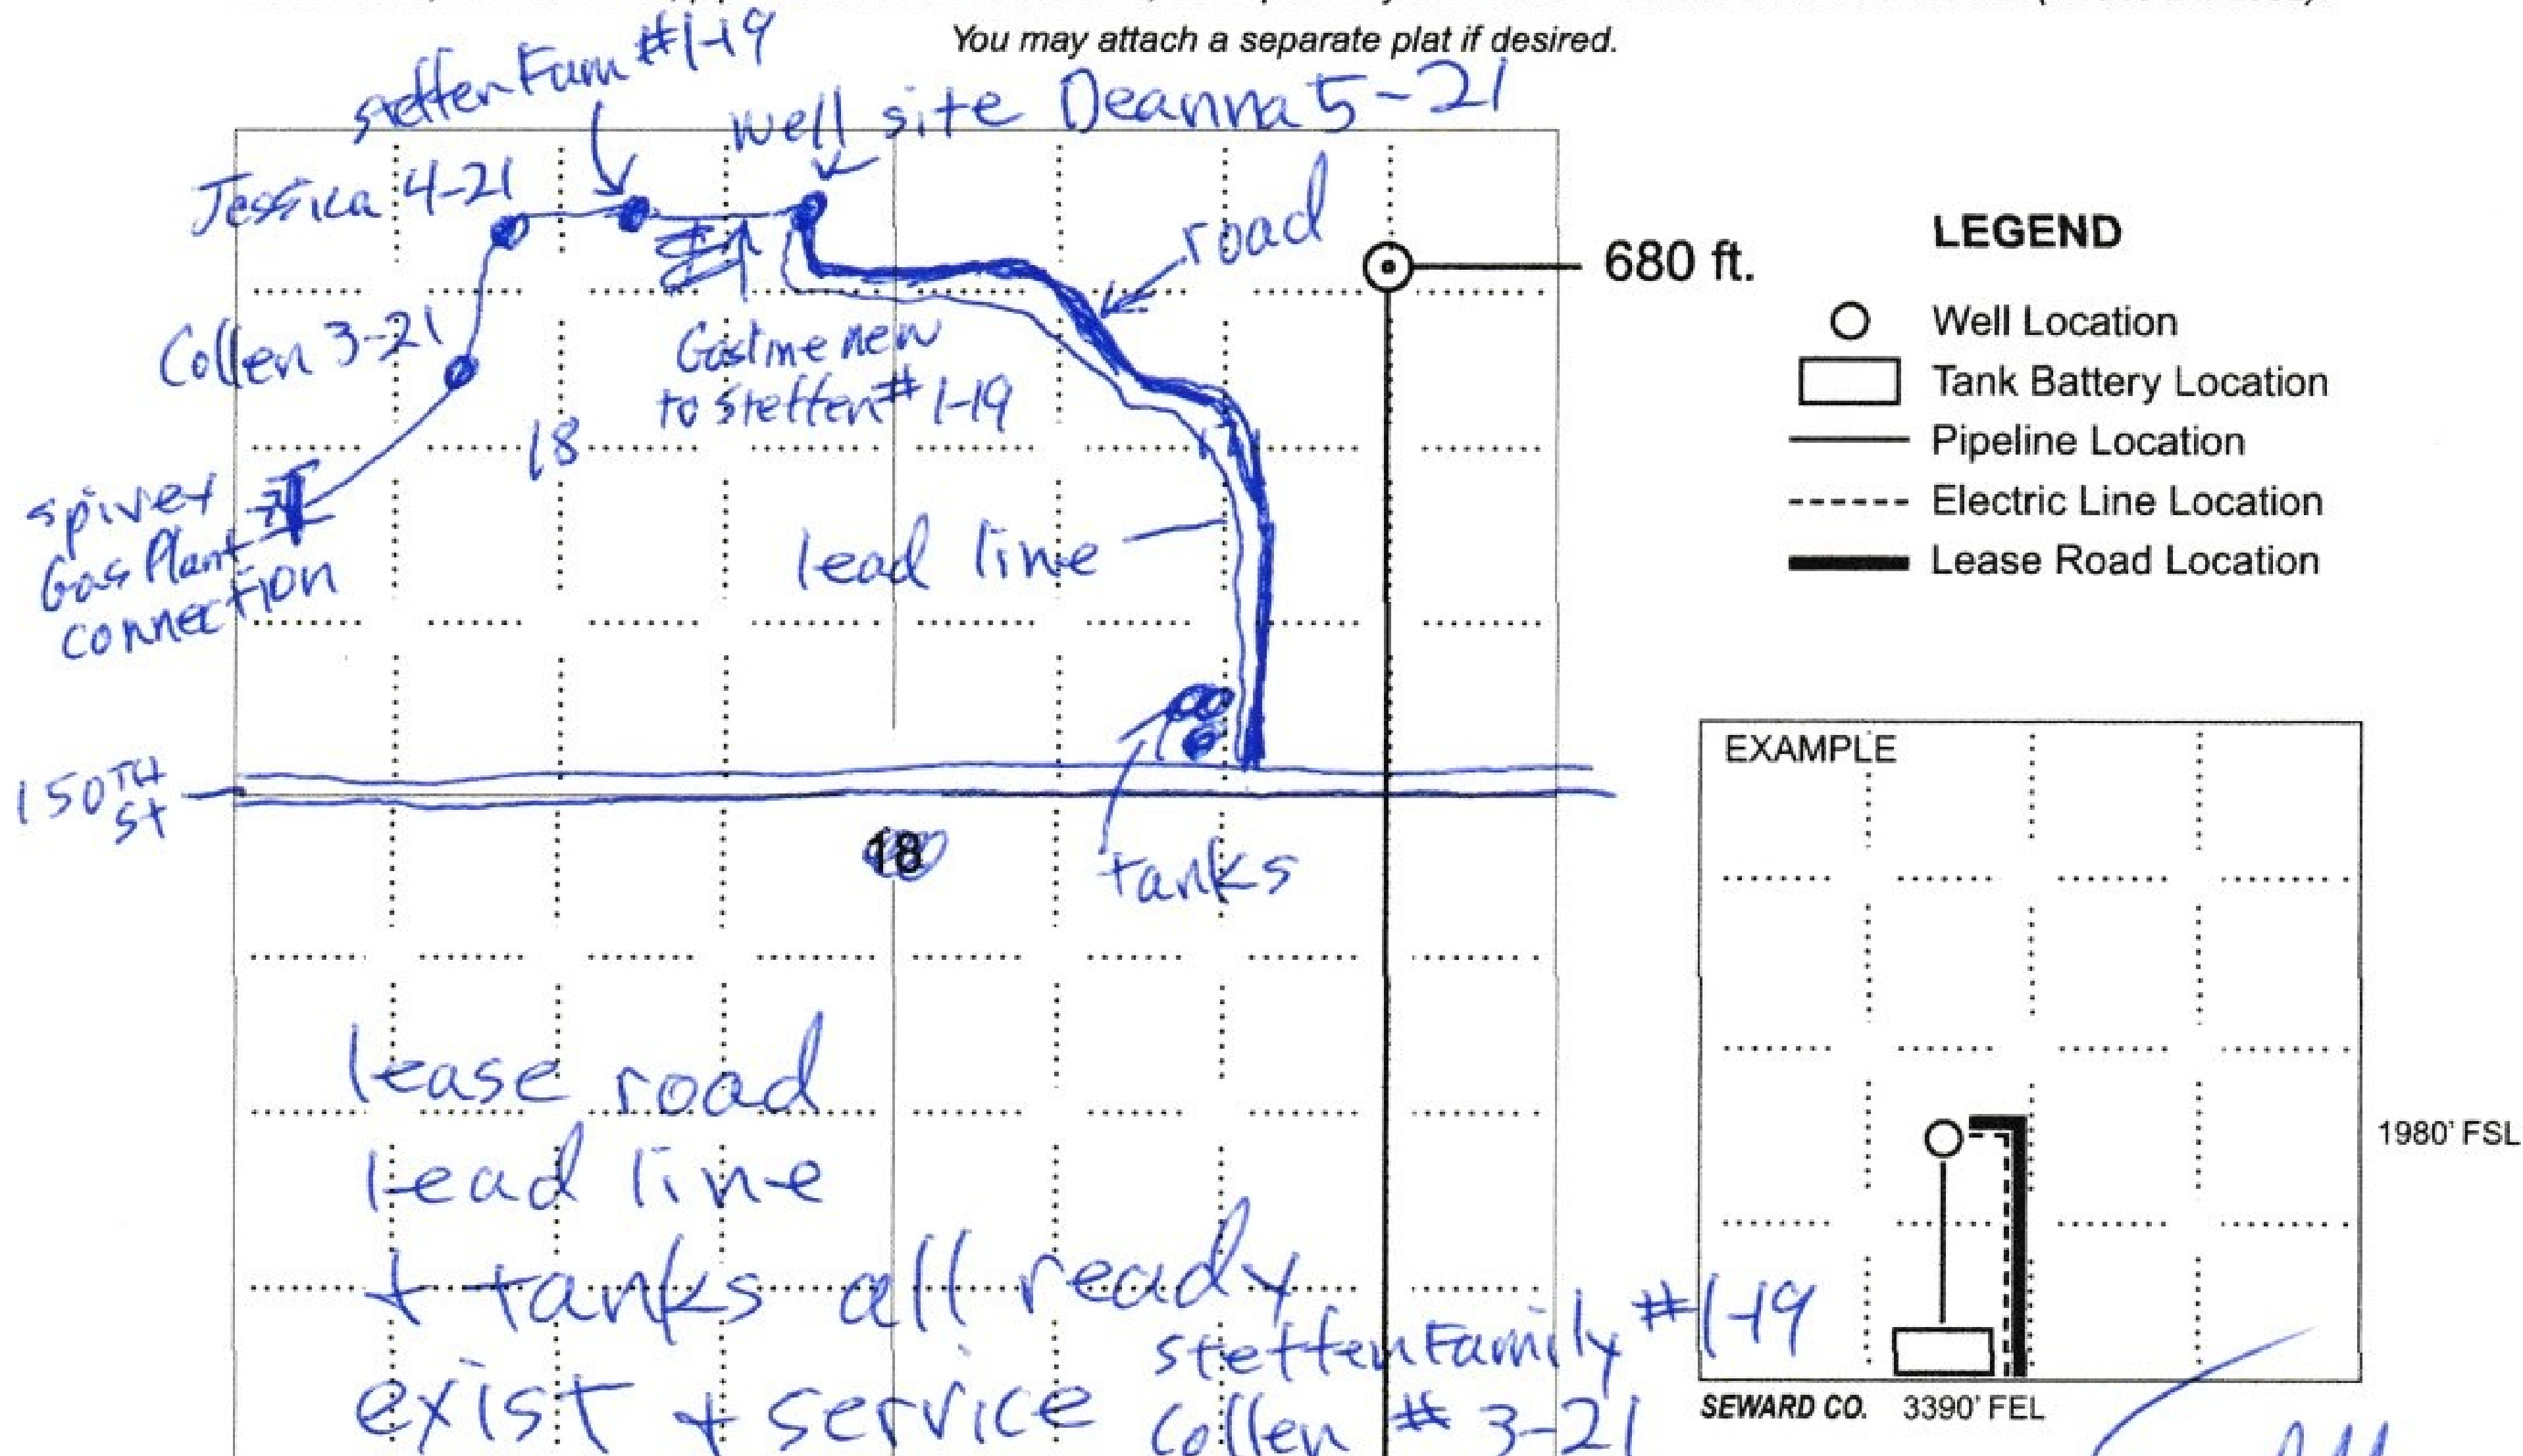 You may attach a separate plat if desired.
steffen Fam #1-19
well site Deanna 5-21
Jessica 4-21
road
680 ft.
LEGEND
Well Location
Tank Battery Location
Pipeline Location
Electric Line Location
Lease Road Location
Collen 3-21
Gasline new
to steffen # 1-19
18
spivey
Gas Plant
connection
lead line
EXAMPLE
150TH
St
18
tanks
1980' FSL
lease road
lead line
+ tanks all ready
exist + service
steffen Family #1-19
Collen # 3-21
SEWARD CO. 3390' FEL